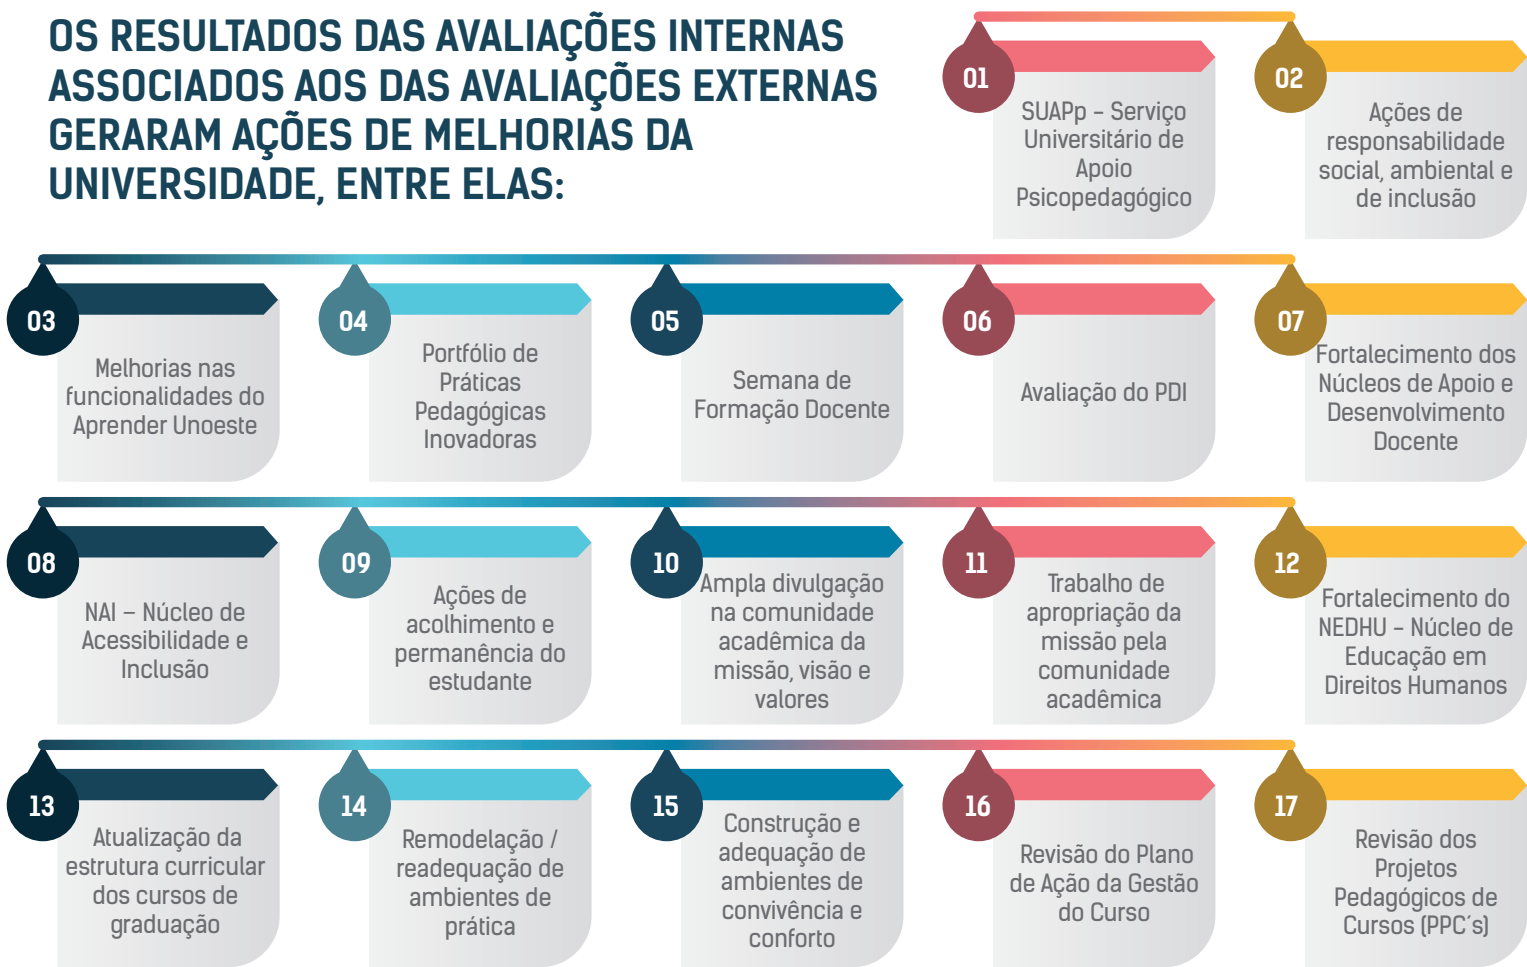 OS RESULTADOS DAS AVALIAÇÕES INTERNAS
ASSOCIADOS AOS DAS AVALIAÇÕES EXTERNAS
GERARAM AÇÕES DE MELHORIAS DA
UNIVERSIDADE, ENTRE ELAS:
01
SUAPp – Serviço
Universitário de
Apoio
Psicopedagógico
02
Ações de
responsabilidade
social, ambiental e
de inclusão
03
Melhorias nas
funcionalidades do
Aprender Unoeste
04
Portfólio de
Práticas
Pedagógicas
Inovadoras
05
Semana de
Formação Docente
06
Avaliação do PDI
07
Fortalecimento dos
Núcleos de Apoio e
Desenvolvimento
Docente
08
NAI – Núcleo de
Acessibilidade e
Inclusão
09
Ações de
acolhimento e
permanência do
estudante
10
Ampla divulgação
na comunidade
acadêmica da
missão, visão e
valores
11
Trabalho de
apropriação da
missão pela
comunidade
acadêmica
12
Fortalecimento do
NEDHU - Núcleo de
Educação em
Direitos Humanos
13
Atualização da
estrutura curricular
dos cursos de
graduação
14
Remodelação /
readequação de
ambientes de
prática
15
Construção e
adequação de
ambientes de
convivência e
conforto
16
Revisão do Plano
de Ação da Gestão
do Curso
17
Revisão dos
Projetos
Pedagógicos de
Cursos (PPC´s)